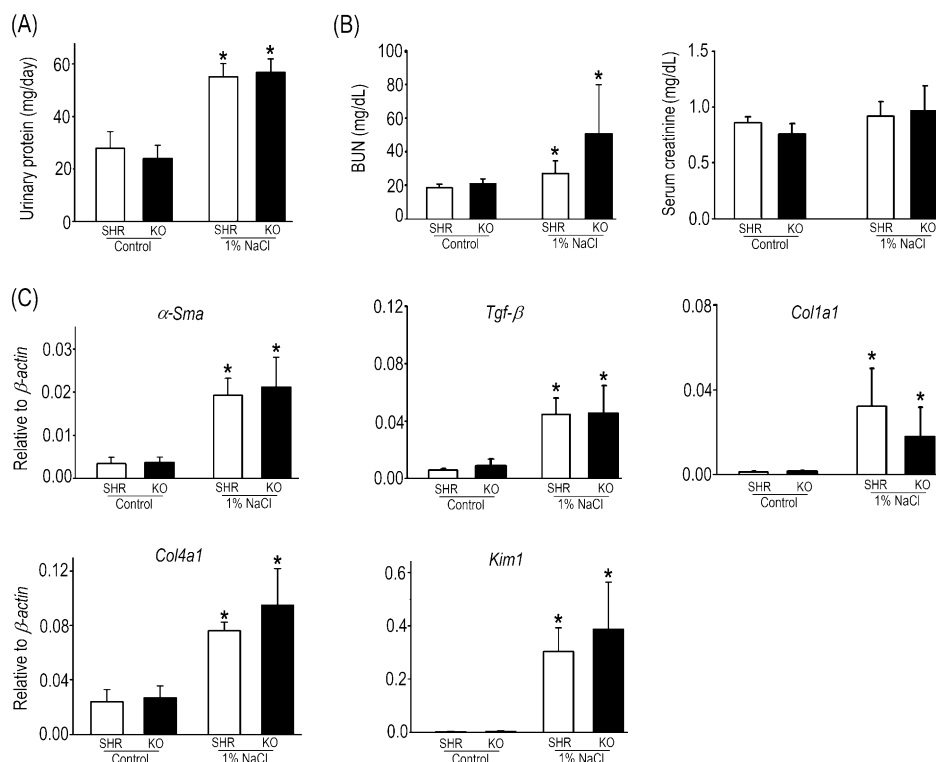 (A)
Urinary protein (mg/day)
60
40
20
0
* *
SHR KO SHR KO
Control 1% NaCl
(B)
BUN (mg/dL)
100
80
60
40
20
0
* *
SHR KO SHR KO
Control 1% NaCl
Serum creatinine (mg/dL)
1.5
1.0
0.5
0.0
SHR KO SHR KO
Control 1% NaCl
(C)
α-Sma
Relative to β-actin
0.03
0.02
0.01
0.00
* *
SHR KO SHR KO
Control 1% NaCl
Tgf-β
0.12
0.08
0.04
0.00
* *
SHR KO SHR KO
Control 1% NaCl
Col1a1
0.08
0.04
0.00
* *
SHR KO SHR KO
Control 1% NaCl
Col4a1
Relative to β-actin
0.12
0.08
0.04
0.00
* *
SHR KO SHR KO
Control 1% NaCl
Kim1
0.6
0.4
0.2
0.0
* *
SHR KO SHR KO
Control 1% NaCl